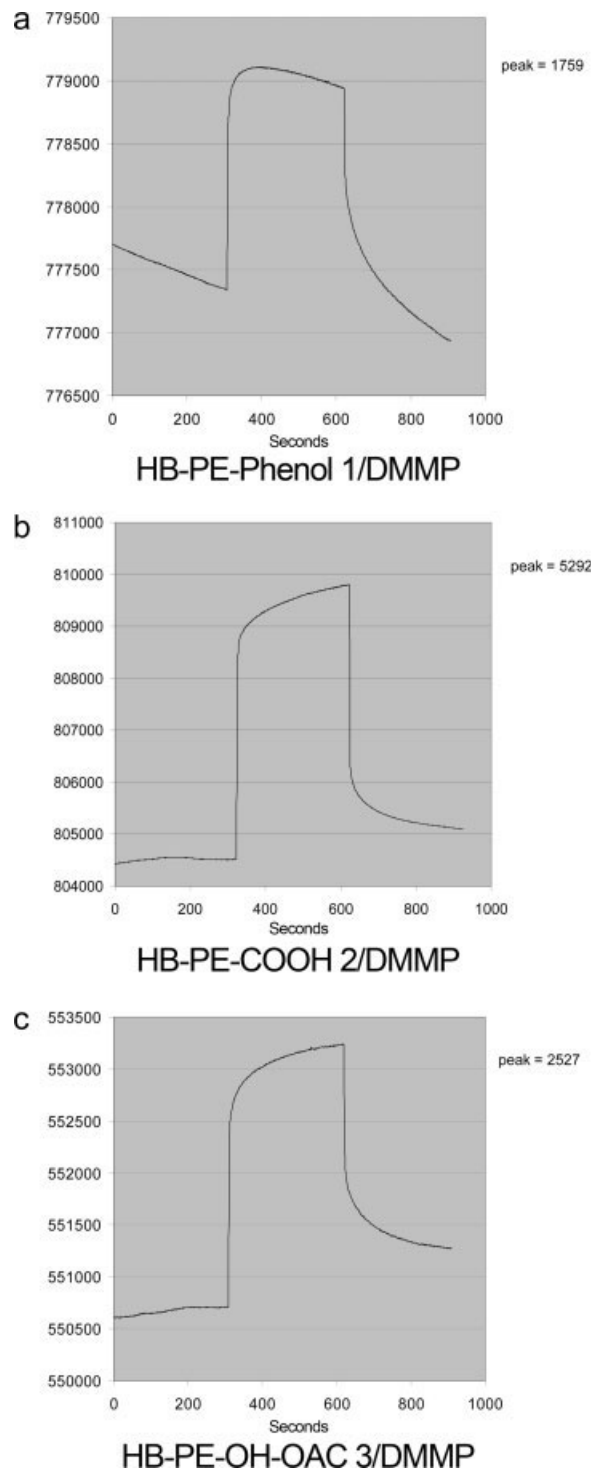 a
779500
779000
778500
778000
777500
777000
776500
0 200 400 600 800 1000
Seconds
peak = 1759
HB-PE-Phenol 1/DMMP
b
811000
810000
809000
808000
807000
806000
805000
804000
0 200 400 600 800 1000
Seconds
peak = 5292
HB-PE-COOH 2/DMMP
c
553500
553000
552500
552000
551500
551000
550500
550000
0 200 400 600 800 1000
Seconds
peak = 2527
HB-PE-OH-OAC 3/DMMP